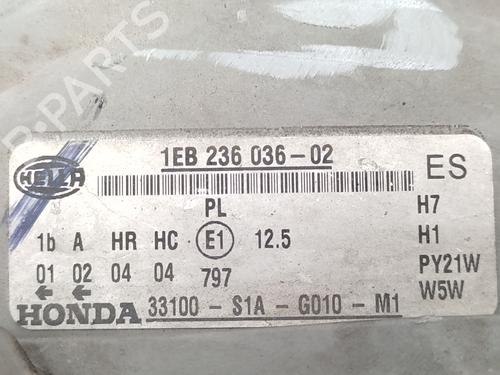 B-PARTS
1EB 236 036-02
HELLA
ES
PL
H7
1b A HR HC E1 12.5
H1
01 02 04 04 797
PY21W
W5W
HONDA 33100 - S1A - G010 - M1